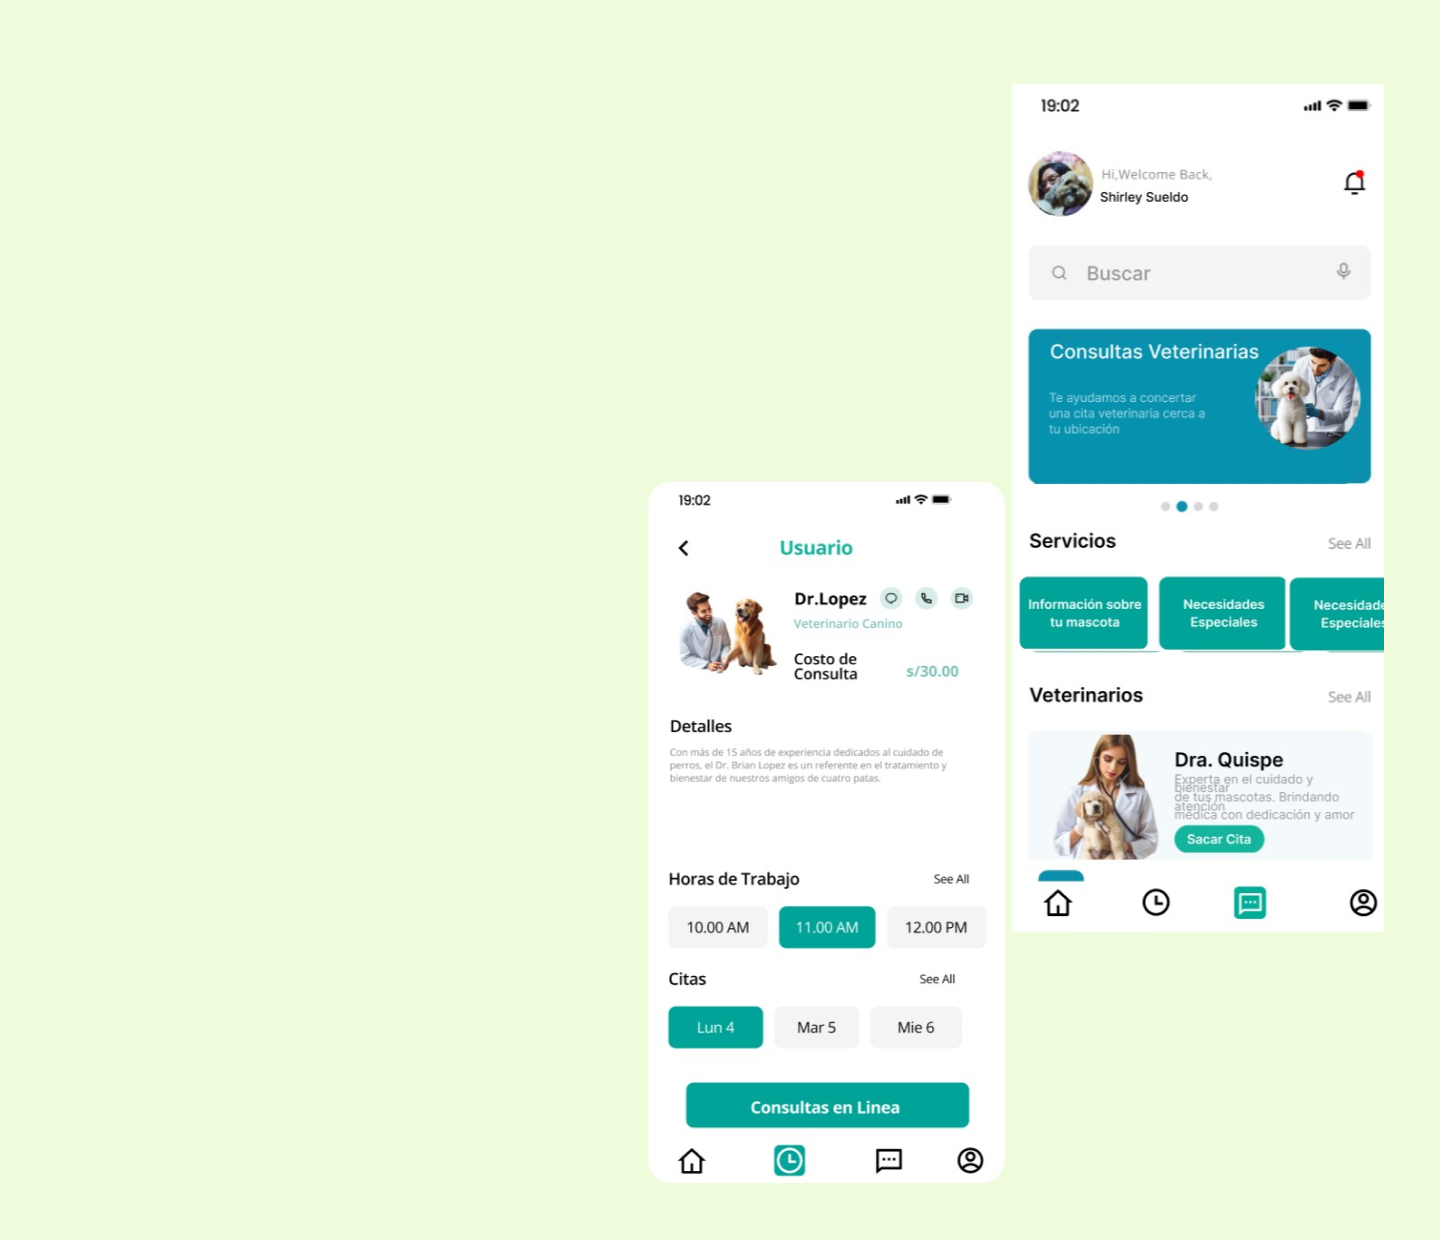 19:02
Hi,Welcome Back,
Shirley Sueldo
Buscar
Consultas Veterinarias
Te ayudamos a concertar
una cita veterinaria cerca a
tu ubicación
Servicios
See All
Información sobre
tu mascota
Necesidades
Especiales
Necesidade
Especiales
Veterinarios
See All
Dra. Quispe
Experta en el cuidado y
bienestar
de tus mascotas. Brindando
atención
médica con dedicación y amor
Sacar Cita
19:02
Usuario
Dr.Lopez
Veterinario Canino
Costo de
Consulta
s/30.00
Detalles
Con más de 15 años de experiencia dedicados al cuidado de
perros, el Dr. Brian Lopez es un referente en el tratamiento y
bienestar de nuestros amigos de cuatro patas.
Horas de Trabajo
See All
10.00 AM
11.00 AM
12.00 PM
Citas
See All
Lun 4
Mar 5
Mie 6
Consultas en Linea